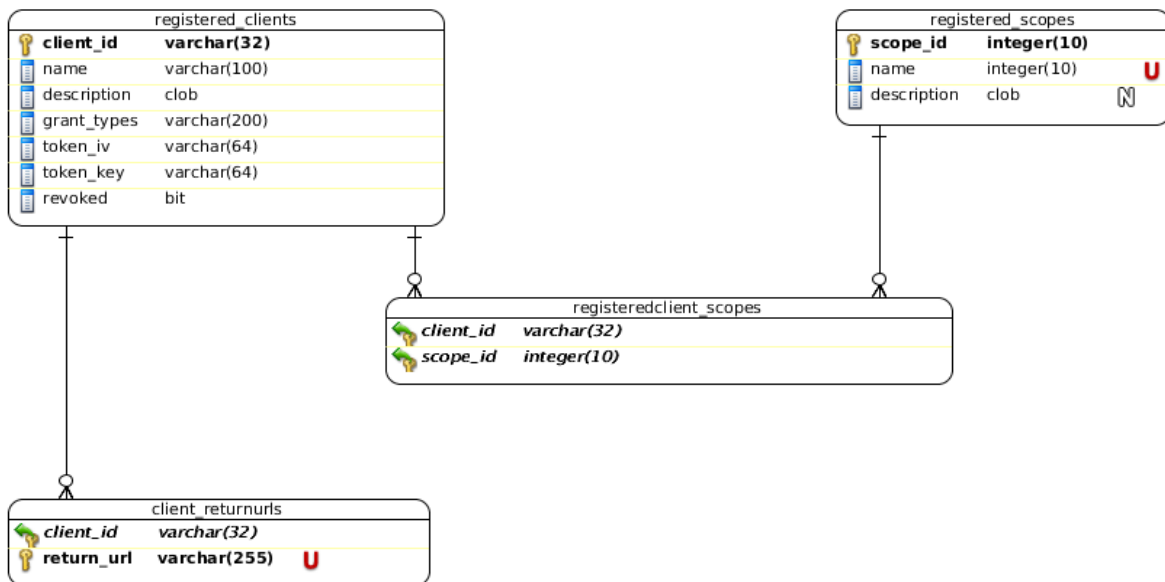 registered_clients
client_id varchar(32)
name varchar(100)
description clob
grant_types varchar(200)
token_iv varchar(64)
token_key varchar(64)
revoked bit
registered_scopes
scope_id integer(10)
name integer(10) U
description clob N
registeredclient_scopes
client_id varchar(32)
scope_id integer(10)
client_returnurls
client_id varchar(32)
return_url varchar(255) U